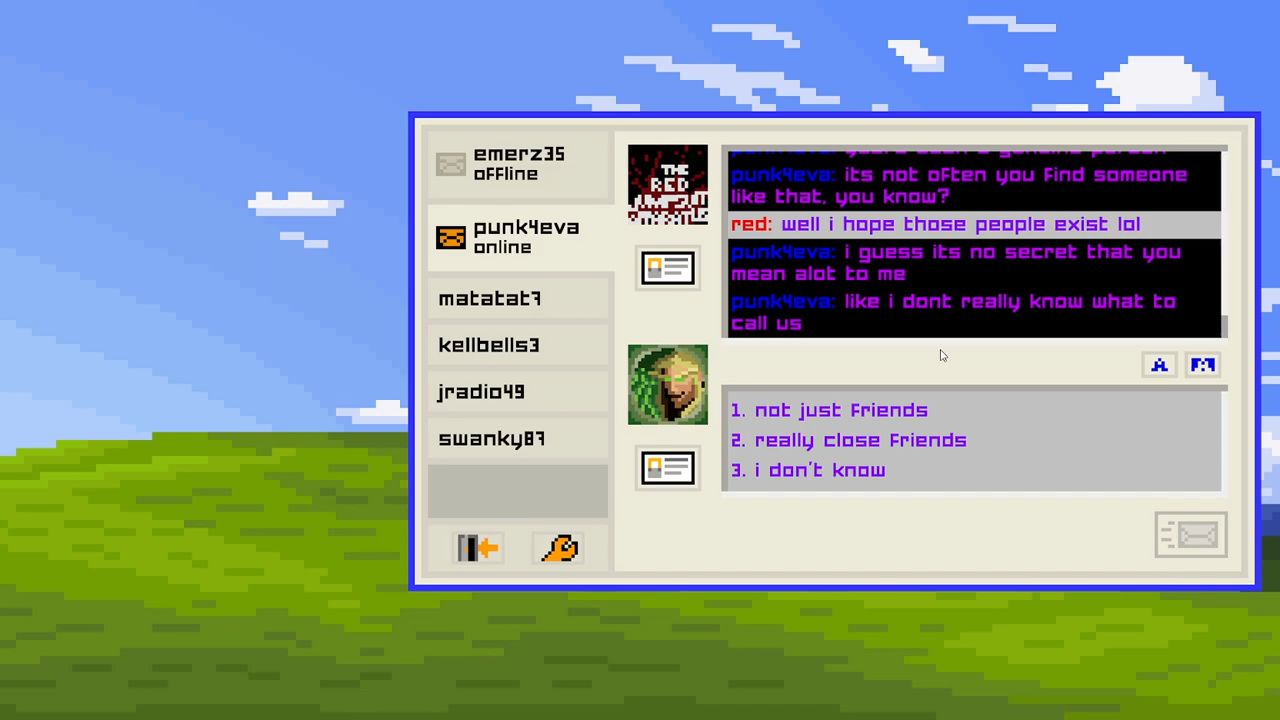 emerz35
offline
punk4eva
online
matatat7
kellbells3
jradio49
swanky87
THE
RED
punk4eva: its not often you find someone
like that, you know?
red: well i hope those people exist lol
punk4eva: i guess its no secret that you
mean alot to me
punk4eva: like i dont really know what to
call us
A
1. not just friends
2. really close friends
3. i don't know